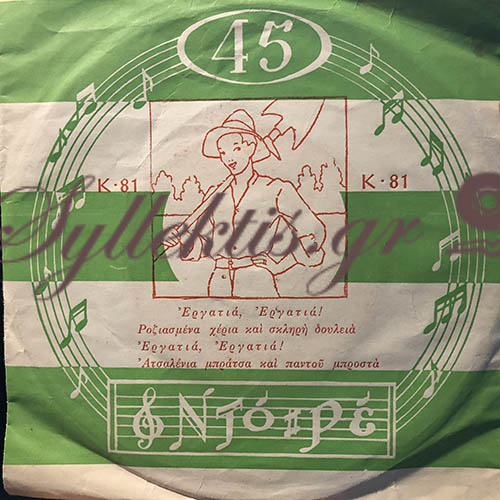 45
K·81
K·81
Syllektis.gr
Ἐργατιά, Ἐργατιά!
Ροζιασμένα χέρια καὶ σκληρὴ δουλειὰ
Ἐργατιά, Ἐργατιά!
Ἀτσαλένια μπράτσα καὶ παντοῦ μπροστὰ
ΝΤό-ΡΕ